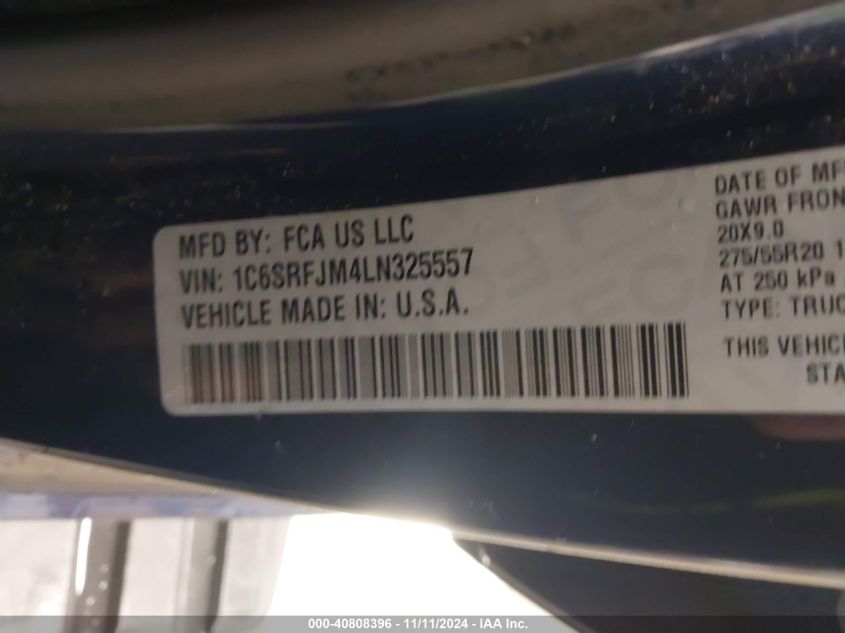 MFD BY: FCA US LLC
VIN: 1C6SRFJM4LN325557
VEHICLE MADE IN: U.S.A.
DATE OF MF
GAWR FRON
20X9.0
275/55R20 1
AT 250 kPa
TYPE: TRUC
THIS VEHIC
STA
000-40808396 - 11/11/2024 - IAA Inc.